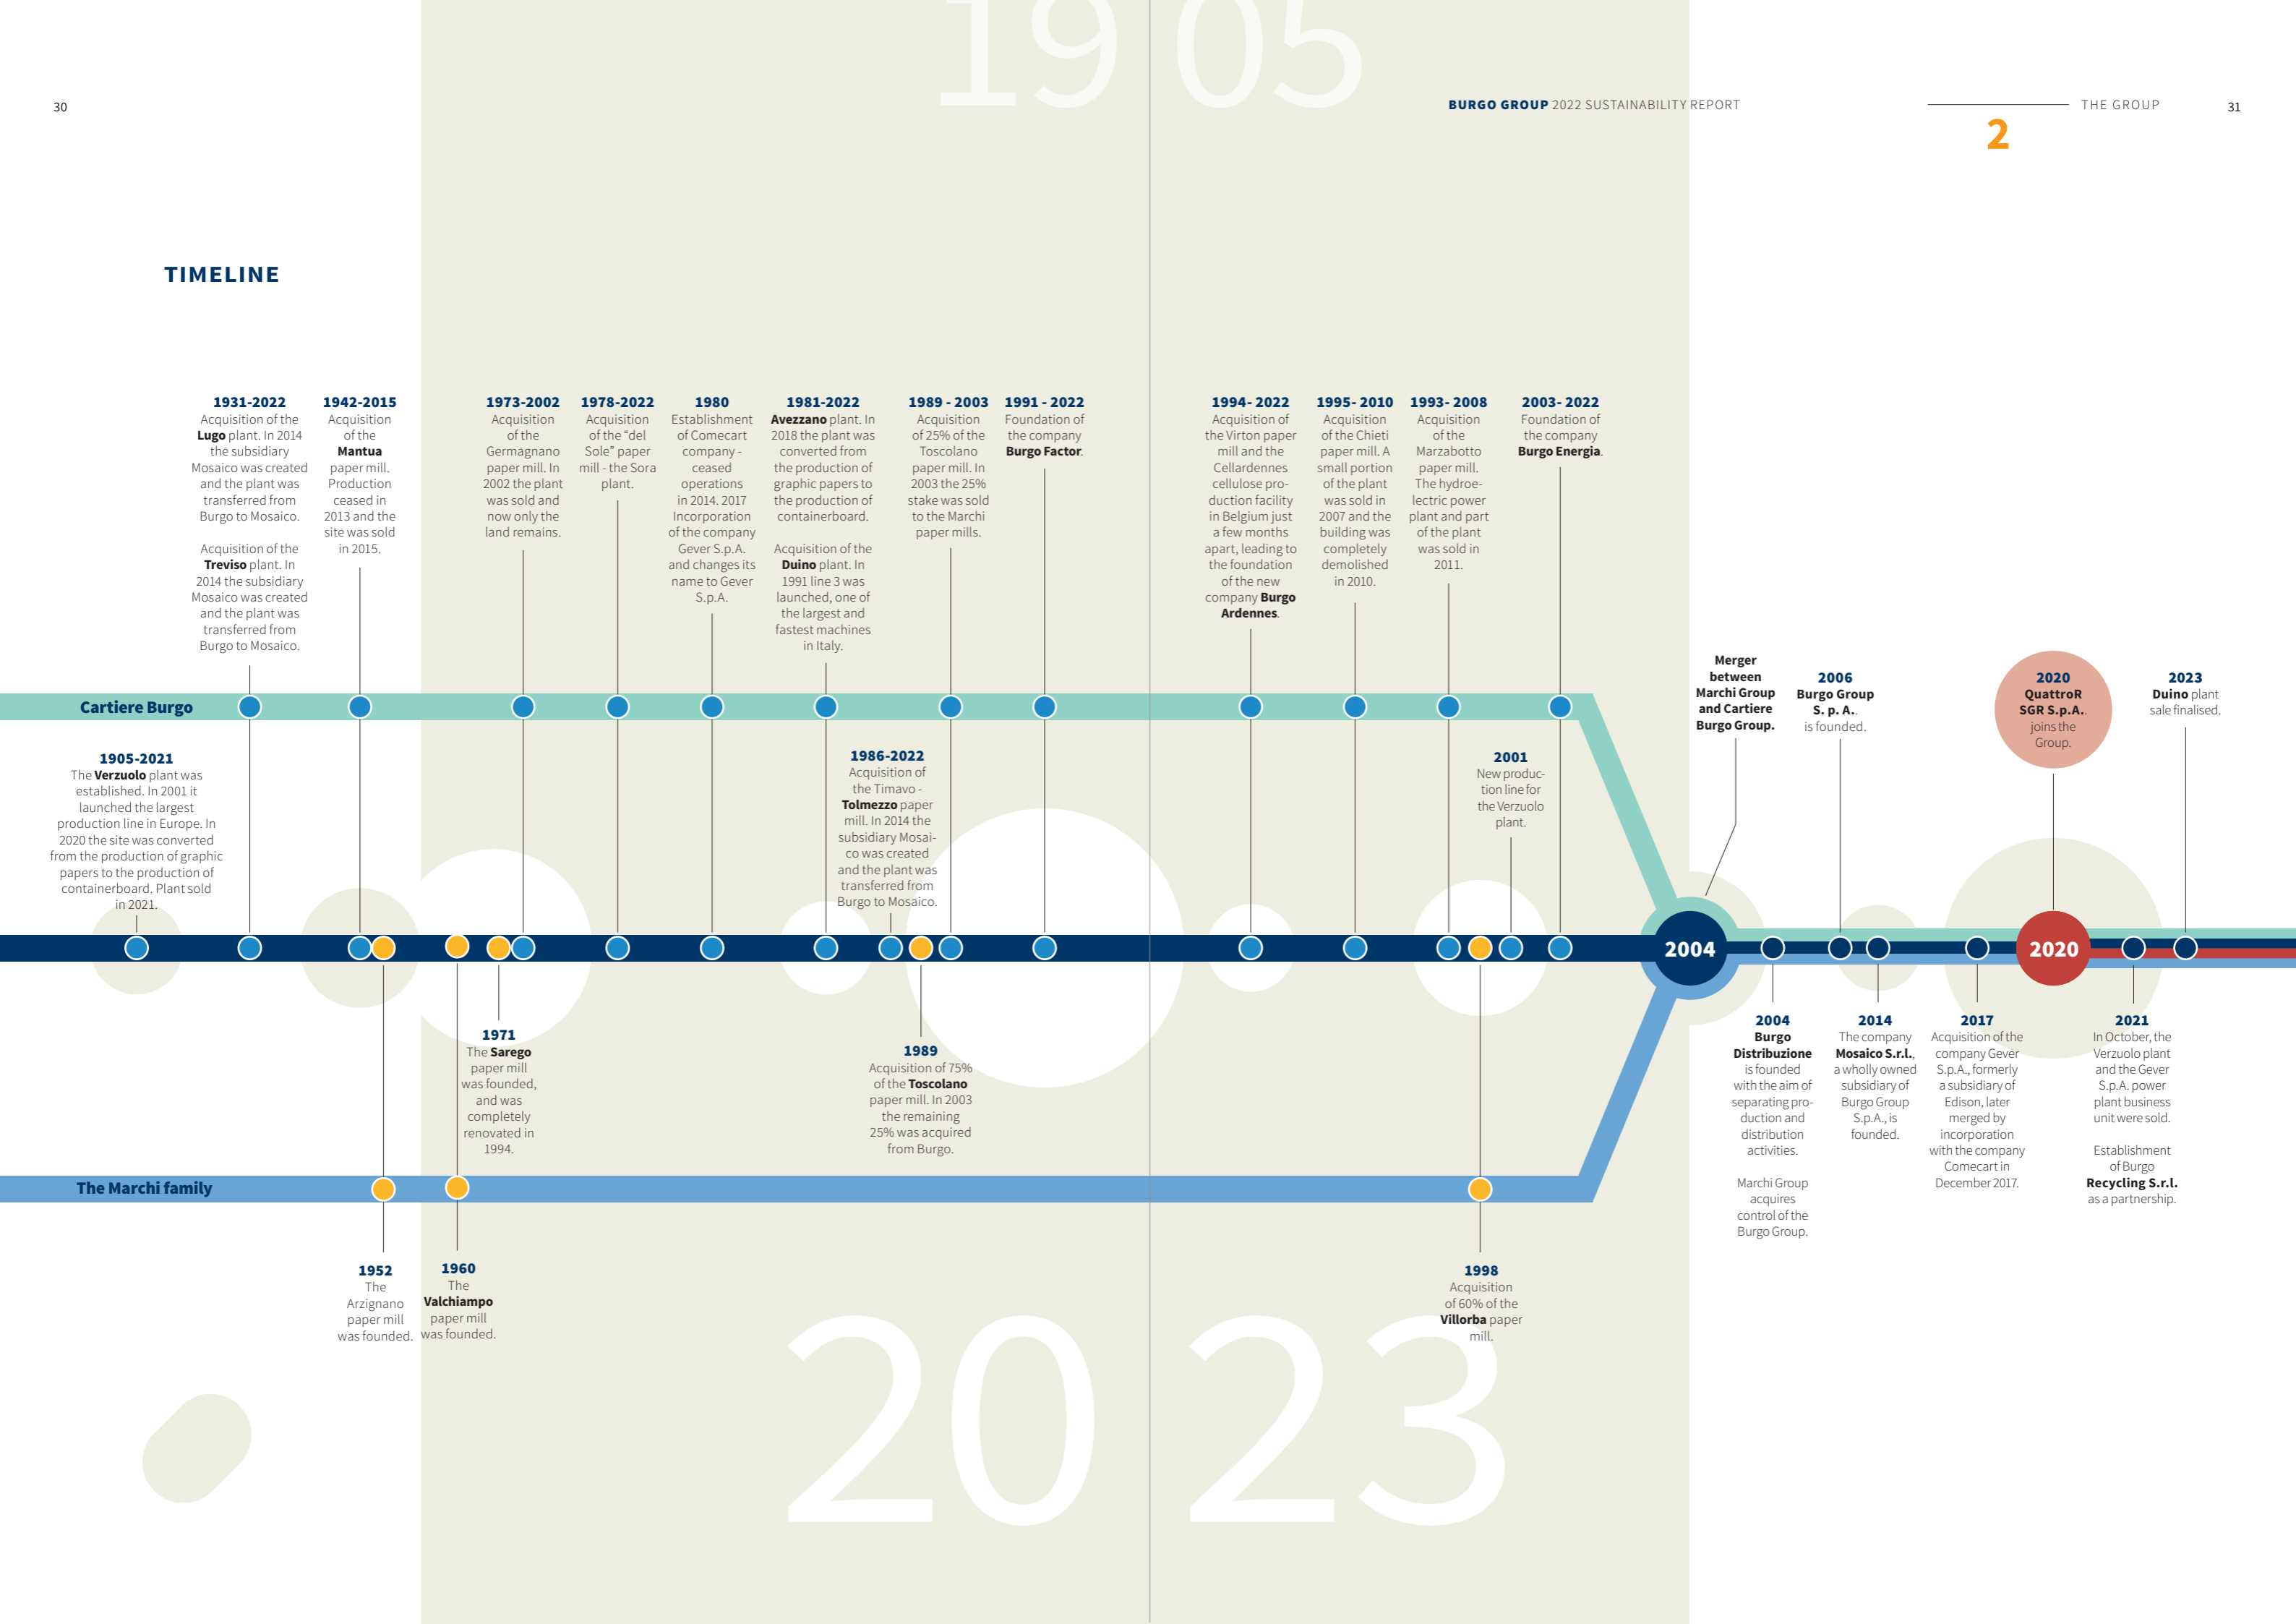 19 05
30
BURGO GROUP 2022 SUSTAINABILITY REPORT
THE GROUP
31
2
TIMELINE
1931-2022
Acquisition of the
Lugo plant. In 2014
the subsidiary
Mosaico was created
and the plant was
transferred from
Burgo to Mosaico.
Acquisition of the
Treviso plant. In
2014 the subsidiary
Mosaico was created
and the plant was
transferred from
Burgo to Mosaico.
1942-2015
Acquisition
of the
Mantua
paper mill.
Production
ceased in
2013 and the
site was sold
in 2015.
1973-2002
Acquisition
of the
Germagnano
paper mill. In
2002 the plant
was sold and
now only the
land remains.
1978-2022
Acquisition
of the “del
Sole” paper
mill - the Sora
plant.
1980
Establishment
of Comecart
company -
ceased
operations
in 2014. 2017
Incorporation
of the company
Gever S.p.A.
and changes its
name to Gever
S.p.A.
1981-2022
Avezzano plant. In
2018 the plant was
converted from
the production of
graphic papers to
the production of
containerboard.
Acquisition of the
Duino plant. In
1991 line 3 was
launched, one of
the largest and
fastest machines
in Italy.
1989 - 2003
Acquisition
of 25% of the
Toscolano
paper mill. In
2003 the 25%
stake was sold
to the Marchi
paper mills.
1991 - 2022
Foundation of
the company
Burgo Factor.
1994- 2022
Acquisition of
the Virton paper
mill and the
Cellardennes
cellulose pro-
duction facility
in Belgium just
a few months
apart, leading to
the foundation
of the new
company Burgo
Ardennes.
1995- 2010
Acquisition
of the Chieti
paper mill. A
small portion
of the plant
was sold in
2007 and the
building was
completely
demolished
in 2010.
1993- 2008
Acquisition
of the
Marzabotto
paper mill.
The hydroe-
lectric power
plant and part
of the plant
was sold in
2011.
2003- 2022
Foundation of
the company
Burgo Energia.
Merger
between
Marchi Group
and Cartiere
Burgo Group.
2006
Burgo Group
S. p. A..
is founded.
2020
QuattroR
SGR S.p.A..
joins the
Group.
2023
Duino plant
sale finalised.
Cartiere Burgo
1905-2021
The Verzuolo plant was
established. In 2001 it
launched the largest
production line in Europe. In
2020 the site was converted
from the production of graphic
papers to the production of
containerboard. Plant sold
in 2021.
1986-2022
Acquisition of
the Timavo -
Tolmezzo paper
mill. In 2014 the
subsidiary Mosai-
co was created
and the plant was
transferred from
Burgo to Mosaico.
2001
New produc-
tion line for
the Verzuolo
plant.
2004
2020
1971
The Sarego
paper mill
was founded,
and was
completely
renovated in
1994.
1989
Acquisition of 75%
of the Toscolano
paper mill. In 2003
the remaining
25% was acquired
from Burgo.
2004
Burgo
Distribuzione
is founded
with the aim of
separating pro-
duction and
distribution
activities.
Marchi Group
acquires
control of the
Burgo Group.
2014
The company
Mosaico S.r.l.,
a wholly owned
subsidiary of
Burgo Group
S.p.A., is
founded.
2017
Acquisition of the
company Gever
S.p.A., formerly
a subsidiary of
Edison, later
merged by
incorporation
with the company
Comecart in
December 2017.
2021
In October, the
Verzuolo plant
and the Gever
S.p.A. power
plant business
unit were sold.
Establishment
of Burgo
Recycling S.r.l.
as a partnership.
The Marchi family
1952
The
Arzignano
paper mill
was founded.
1960
The
Valchiampo
paper mill
was founded.
1998
Acquisition
of 60% of the
Villorba paper
mill.
20 23